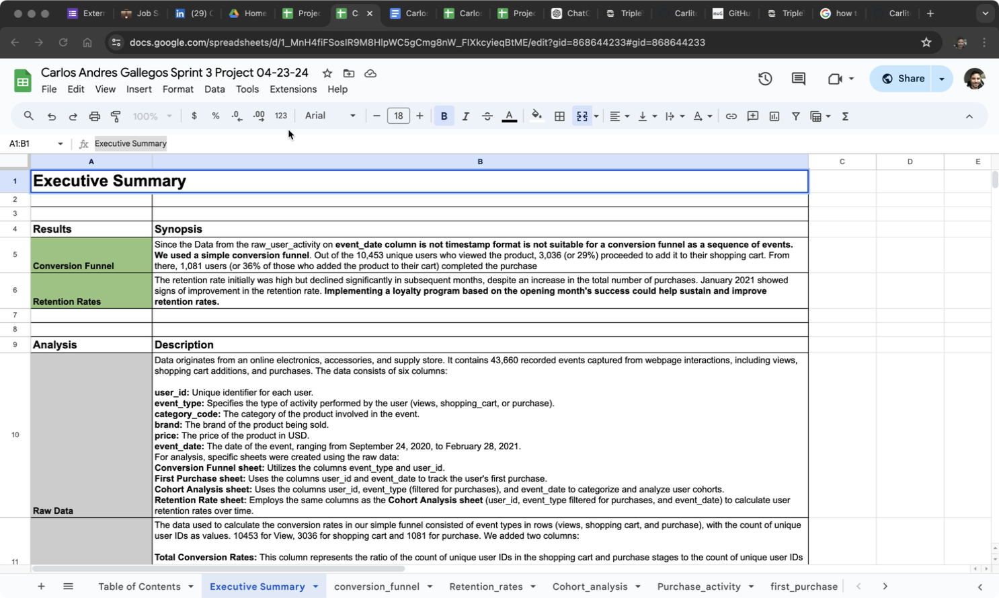 Extern
Job S
(29)
Home
Projec
C
Carlos
Carlos
Projec
ChatG
Triple
Carlit
GitHu
Triple
how t
Carlit
docs.google.com/spreadsheets/d/1_MnH4fiFSosIR9M8HlpWC5gCmg8nW_FlXkcyieqBtME/edit?gid=868644233#gid=868644233
Carlos Andres Gallegos Sprint 3 Project 04-23-24
File Edit View Insert Format Data Tools Extensions Help
Share
100% $ % .0 .00 123 Arial 18 B I S A
A1:B1 fx Executive Summary
A B C D E
1 Executive Summary
2
3
4 Results Synopsis
5 Conversion Funnel
Since the Data from the raw_user_activity on event_date column is not timestamp format is not suitable for a conversion funnel as a sequence of events.
We used a simple conversion funnel. Out of the 10,453 unique users who viewed the product, 3,036 (or 29%) proceeded to add it to their shopping cart. From
there, 1,081 users (or 36% of those who added the product to their cart) completed the purchase
6 Retention Rates
The retention rate initially was high but declined significantly in subsequent months, despite an increase in the total number of purchases. January 2021 showed
signs of improvement in the retention rate. Implementing a loyalty program based on the opening month's success could help sustain and improve
retention rates.
7
8
9 Analysis Description
10 Raw Data
Data originates from an online electronics, accessories, and supply store. It contains 43,660 recorded events captured from webpage interactions, including views,
shopping cart additions, and purchases. The data consists of six columns:
user_id: Unique identifier for each user.
event_type: Specifies the type of activity performed by the user (views, shopping_cart, or purchase).
category_code: The category of the product involved in the event.
brand: The brand of the product being sold.
price: The price of the product in USD.
event_date: The date of the event, ranging from September 24, 2020, to February 28, 2021.
For analysis, specific sheets were created using the raw data:
Conversion Funnel sheet: Utilizes the columns event_type and user_id.
First Purchase sheet: Uses the columns user_id and event_date to track the user's first purchase.
Cohort Analysis sheet: Uses the columns user_id, event_type (filtered for purchases), and event_date to categorize and analyze user cohorts.
Retention Rate sheet: Employs the same columns as the Cohort Analysis sheet (user_id, event_type filtered for purchases, and event_date) to calculate user
retention rates over time.
11
The data used to calculate the conversion rates in our simple funnel consisted of event types in rows (views, shopping cart, and purchase), with the count of unique
user IDs as values. 10453 for View, 3036 for shopping cart and 1081 for purchase. We added two columns:
Total Conversion Rates: This column represents the ratio of the count of unique user IDs in the shopping cart and purchase stages to the count of unique user IDs
Table of Contents Executive Summary conversion_funnel Retention_rates Cohort_analysis Purchase_activity first_purchase